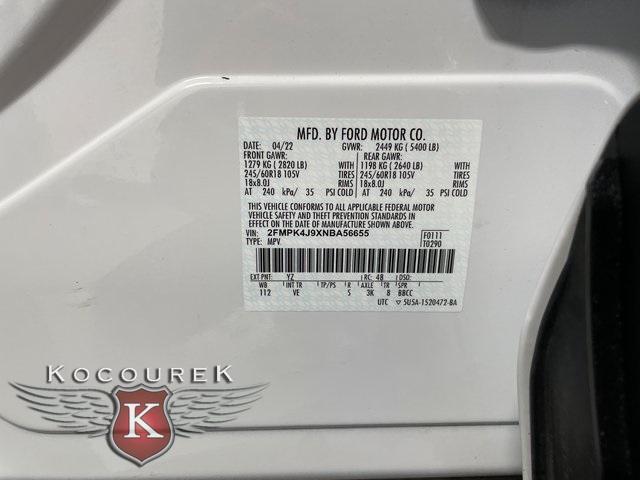 MFD. BY FORD MOTOR CO.
DATE: 04/22 GVWR: 2449 KG ( 5400 LB)
FRONT GAWR: REAR GAWR:
1279 KG ( 2820 LB) WITH 1198 KG ( 2640 LB) WITH
245/60R18 105V TIRES 245/60R18 105V TIRES
18x8.0J RIMS 18x8.0J RIMS
AT 240 kPa/ 35 PSI COLD AT 240 kPa/ 35 PSI COLD
THIS VEHICLE CONFORMS TO ALL APPLICABLE FEDERAL MOTOR
VEHICLE SAFETY AND THEFT PREVENTION STANDARDS IN
EFFECT ON THE DATE OF MANUFACTURE SHOWN ABOVE.
VIN: 2FMPK4J9XNBA56655 F0111
TYPE: MPV T0290
EXT PNT: YZ RC: 48 DSO:
WB INT TR TP/PS R AXLE TR SPR
112 VE 5 3K 8 BBCC
UTC ▽ 5U5A-1520472-BA
KOCOUREK
K